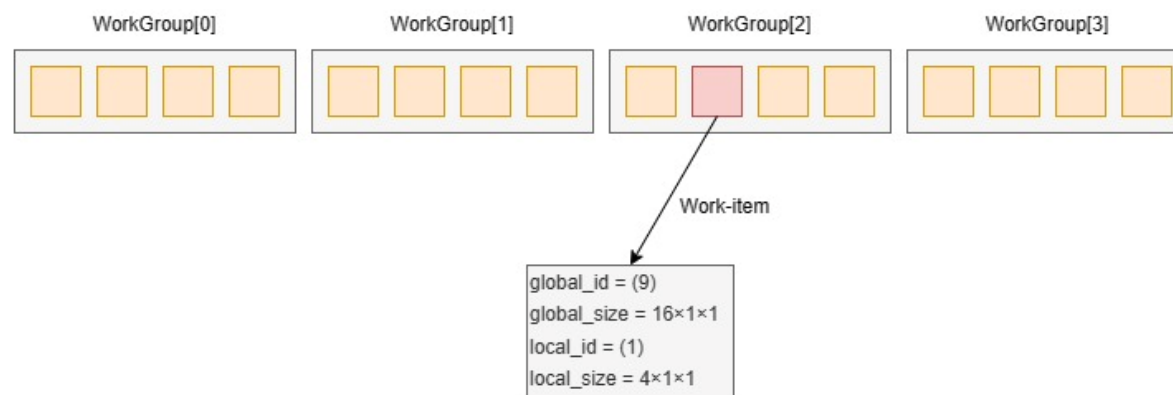 WorkGroup[0]
WorkGroup[1]
WorkGroup[2]
WorkGroup[3]
Work-item
global_id = (9)
global_size = 16×1×1
local_id = (1)
local_size = 4×1×1